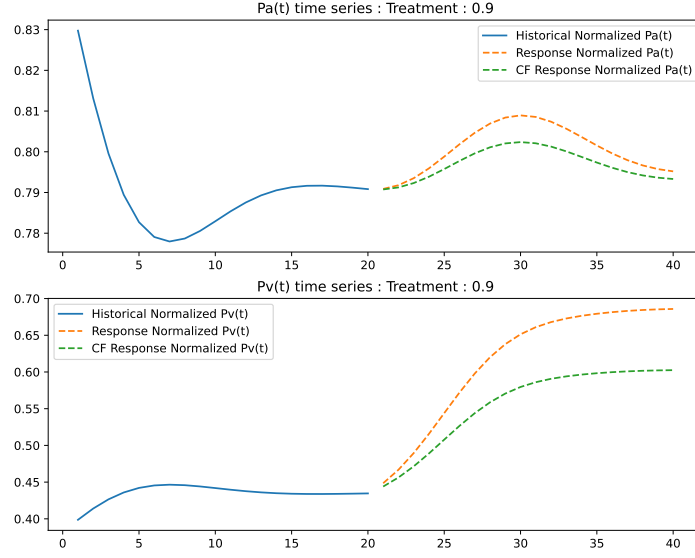 Pa(t) time series : Treatment : 0.9
0.83
0.82
0.81
0.80
0.79
0.78
Historical Normalized Pa(t)
Response Normalized Pa(t)
CF Response Normalized Pa(t)
0 5 10 15 20 25 30 35 40
Pv(t) time series : Treatment : 0.9
0.70
0.65
0.60
0.55
0.50
0.45
0.40
Historical Normalized Pv(t)
Response Normalized Pv(t)
CF Response Normalized Pv(t)
0 5 10 15 20 25 30 35 40